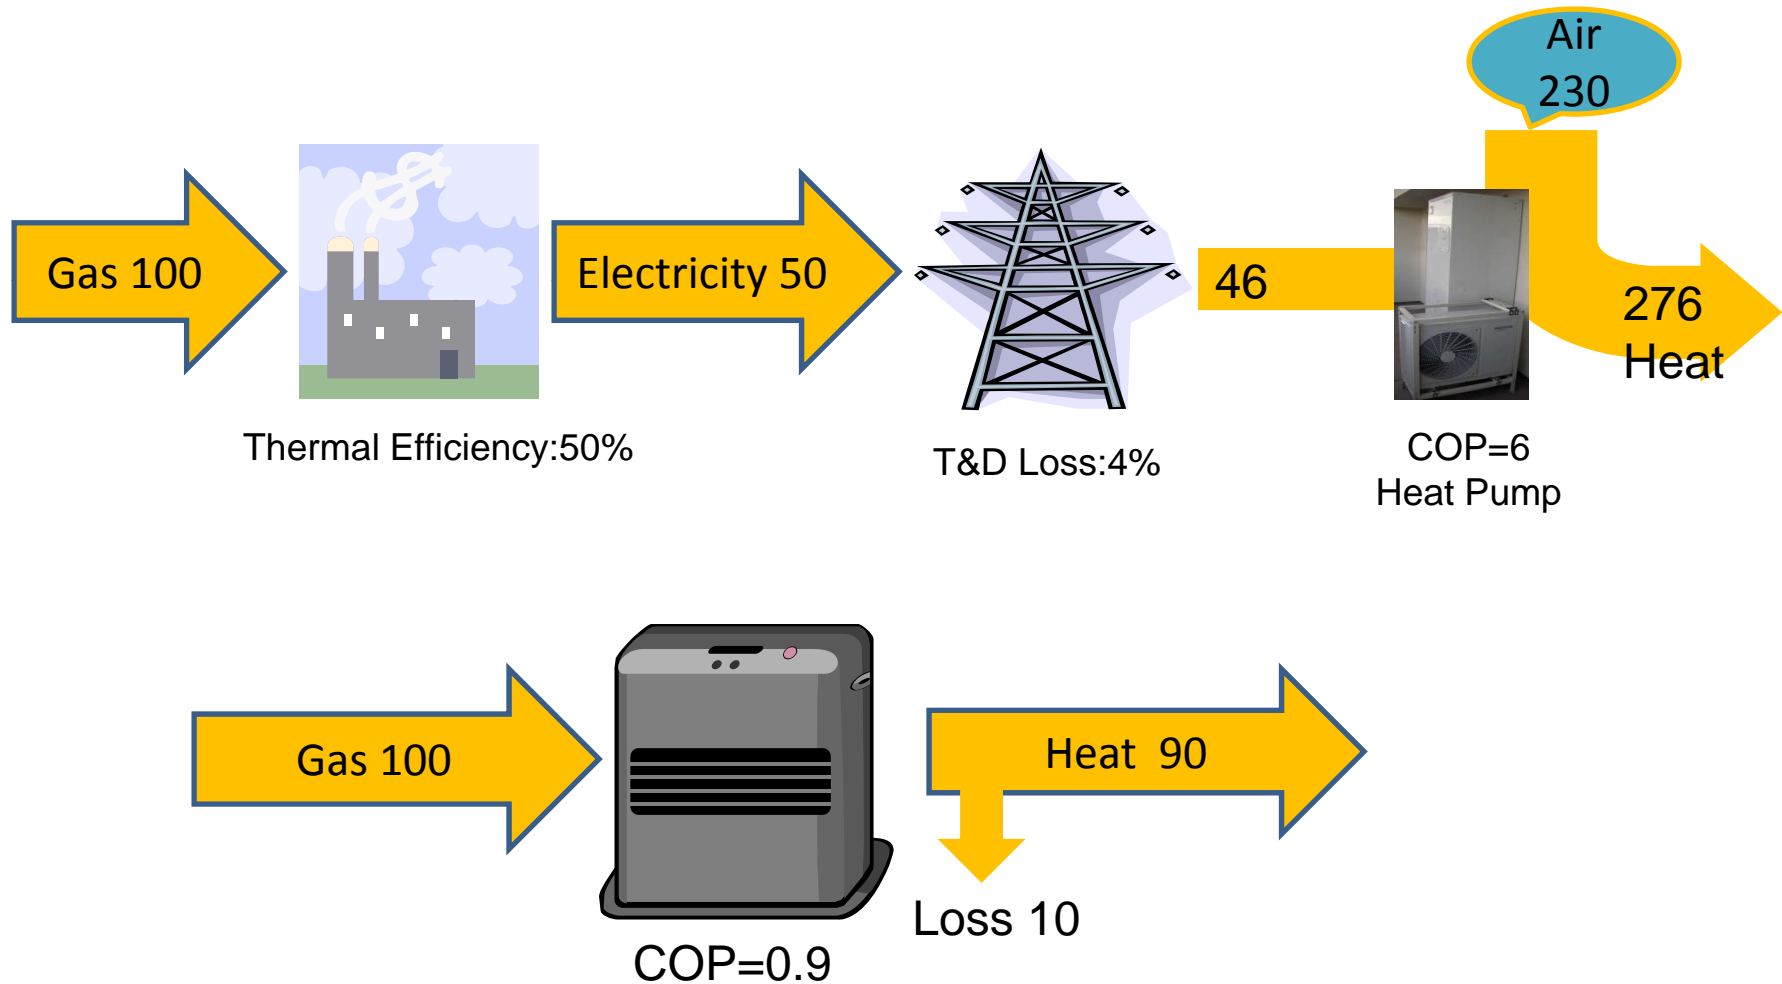 Air
230
Gas 100
Electricity 50
46
276
Heat
Thermal Efficiency:50%
T&D Loss:4%
COP=6
Heat Pump
Gas 100
Heat  90
Loss 10
COP=0.9